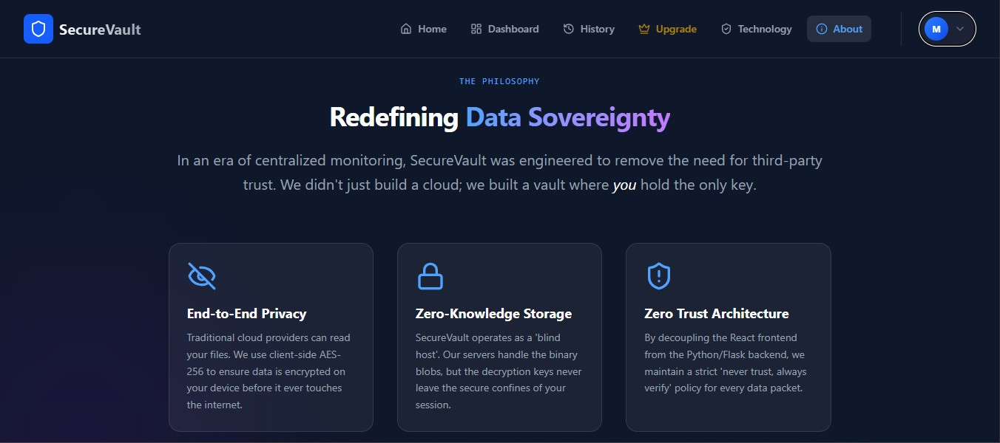 SecureVault
Home
Dashboard
History
Upgrade
Technology
About
M
THE PHILOSOPHY
Redefining Data Sovereignty
In an era of centralized monitoring, SecureVault was engineered to remove the need for third-party
trust. We didn't just build a cloud; we built a vault where you hold the only key.
End-to-End Privacy
Traditional cloud providers can read
your files. We use client-side AES-
256 to ensure data is encrypted on
your device before it ever touches
the internet.
Zero-Knowledge Storage
SecureVault operates as a 'blind
host'. Our servers handle the binary
blobs, but the decryption keys never
leave the secure confines of your
session.
Zero Trust Architecture
By decoupling the React frontend
from the Python/Flask backend, we
maintain a strict 'never trust, always
verify' policy for every data packet.